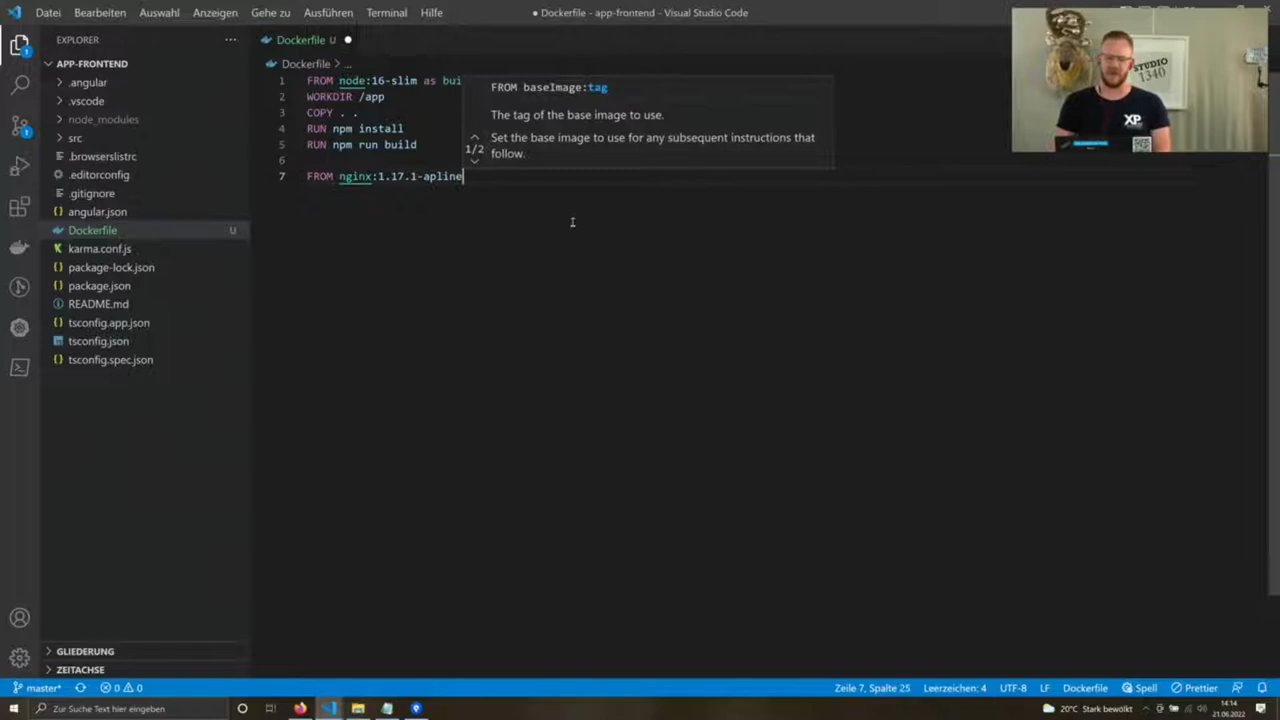 Datei Bearbeiten Auswahl Anzeigen Gehe zu Ausführen Terminal Hilfe
● Dockerfile - app-frontend - Visual Studio Code
EXPLORER ···
APP-FRONTEND
.angular
.vscode
node_modules
src
.browserslistrc
.editorconfig
.gitignore
angular.json
Dockerfile U
karma.conf.js
package-lock.json
package.json
README.md
tsconfig.app.json
tsconfig.json
tsconfig.spec.json
GLIEDERUNG
ZEITACHSE
Dockerfile U ●
Dockerfile > ...
1 FROM node:16-slim as bui
2 WORKDIR /app
3 COPY . .
4 RUN npm install
5 RUN npm run build
6
7 FROM nginx:1.17.1-apline
FROM baseImage:tag
The tag of the base image to use.
1/2
Set the base image to use for any subsequent instructions that
follow.
STUDIO
1340
XP
master* 0 0
Zeile 7, Spalte 25 Leerzeichen: 4 UTF-8 LF Dockerfile Spell Prettier
Zur Suche Text hier eingeben
20°C Stark bewölkt
14:14
21.06.2022